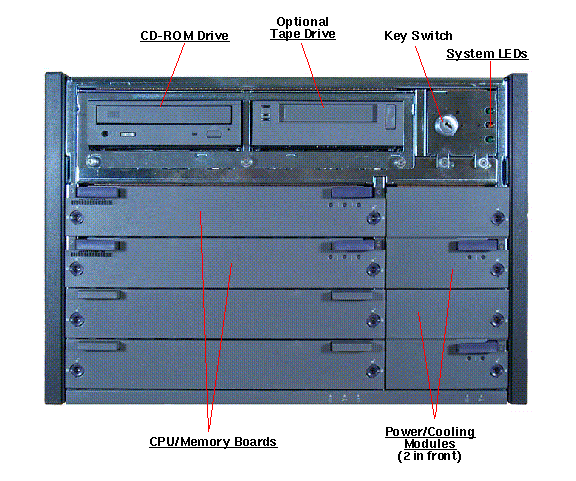 CD-ROM Drive
Optional
Tape Drive
Key Switch
System LEDs
CPU/Memory Boards
Power/Cooling
Modules
(2 in front)